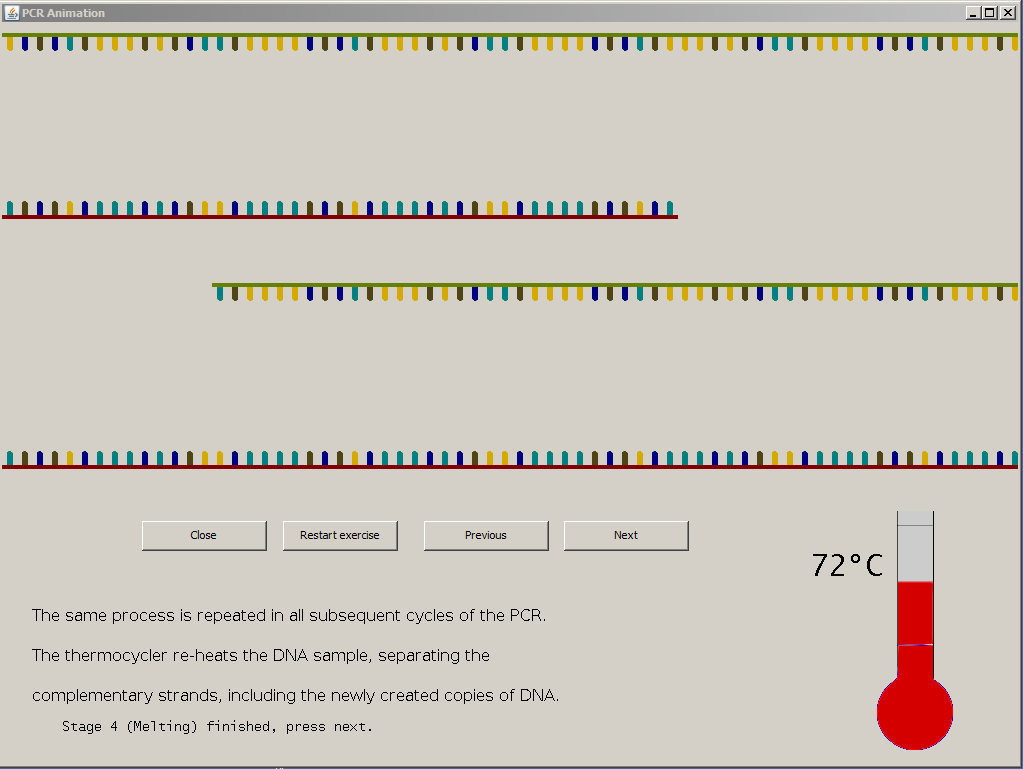 PCR Animation
Close
Restart exercise
Previous
Next
72°C
The same process is repeated in all subsequent cycles of the PCR.
The thermocycler re-heats the DNA sample, separating the
complementary strands, including the newly created copies of DNA.
Stage 4 (Melting) finished, press next.